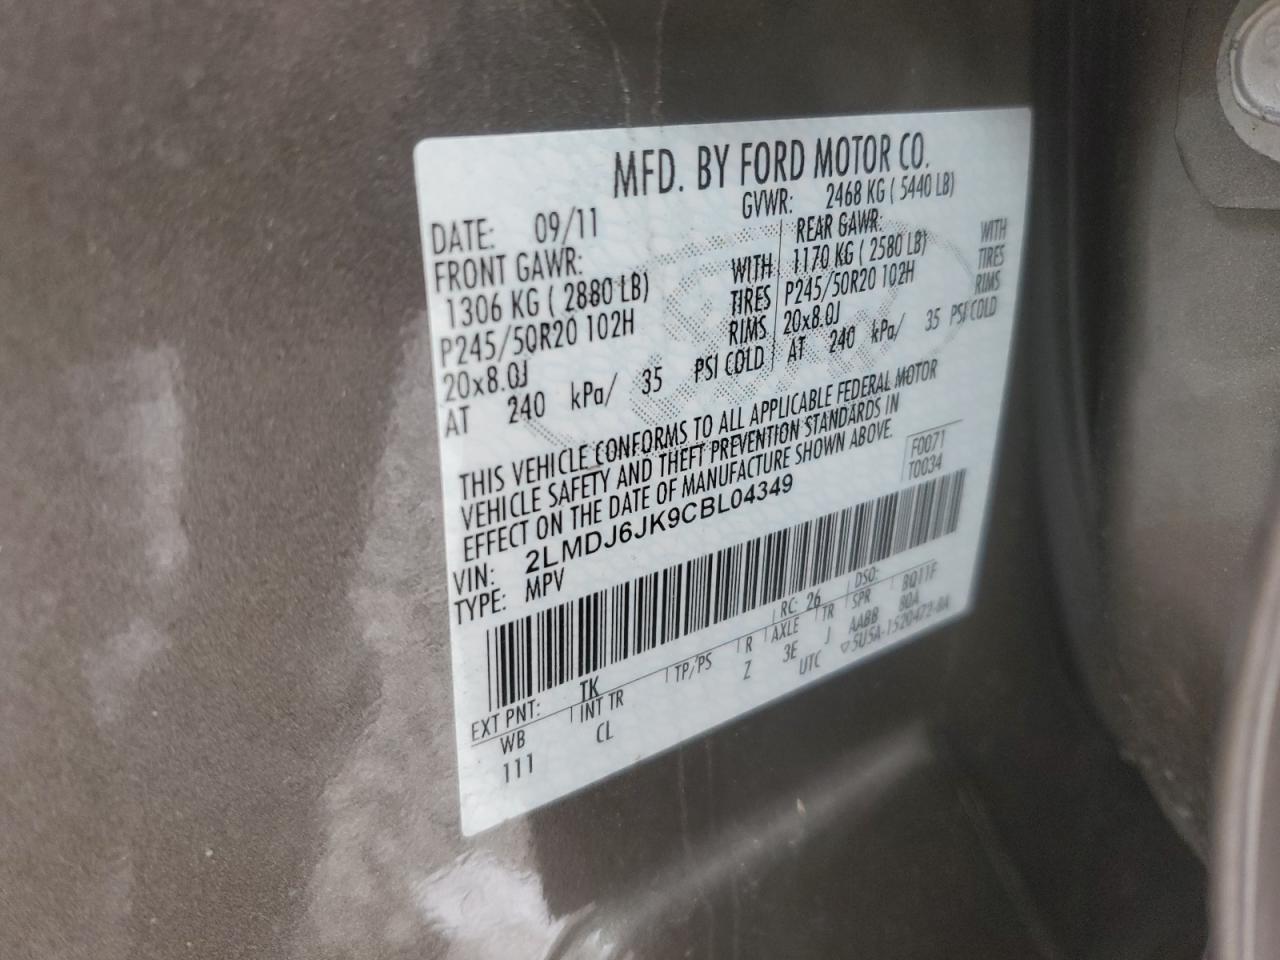 MFD. BY FORD MOTOR CO.
DATE: 09/11 GVWR: 2468 KG ( 5440 LB)
FRONT GAWR: REAR GAWR:
1306 KG ( 2880 LB) WITH 1170 KG ( 2580 LB) WITH
P245/50R20 102H TIRES P245/50R20 102H TIRES
20x8.0J RIMS 20x8.0J RIMS
AT 240 kPa/ 35 PSI COLD AT 240 kPa/ 35 PSI COLD
THIS VEHICLE CONFORMS TO ALL APPLICABLE FEDERAL MOTOR
VEHICLE SAFETY AND THEFT PREVENTION STANDARDS IN
EFFECT ON THE DATE OF MANUFACTURE SHOWN ABOVE.
F0071
T0034
VIN: 2LMDJ6JK9CBL04349
TYPE: MPV
EXT PNT: TK RC: 26 DSO: BQ11F
WB INT TR TP/PS R AXLE TR SPR
111 CL Z 3E J AABB 80A
UTC ▽5U5A-1520472-BA